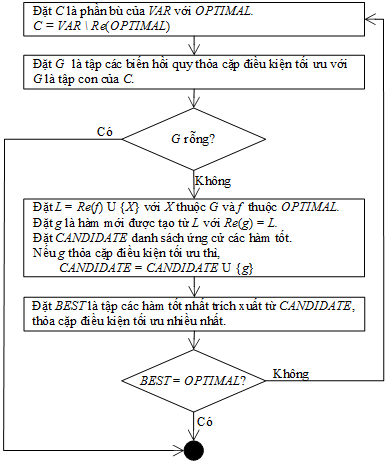 Đặt C là phần bù của VAR với OPTIMAL.
C = VAR \ Re(OPTIMAL)
Đặt G là tập các biến hồi quy thỏa cặp điều kiện tối ưu với
G là tập con của C.
Có
G rỗng?
Không
Đặt L = Re(f) U {X} với X thuộc G và f thuộc OPTIMAL.
Đặt g là hàm mới được tạo từ L với Re(g) = L.
Đặt CANDIDATE danh sách ứng cử các hàm tốt.
Nếu g thỏa cặp điều kiện tối ưu thì,
CANDIDATE = CANDIDATE U {g}
Đặt BEST là tập các hàm tốt nhất trích xuất từ CANDIDATE,
thỏa cặp điều kiện tối ưu nhiều nhất.
BEST = OPTIMAL?
Không
Có